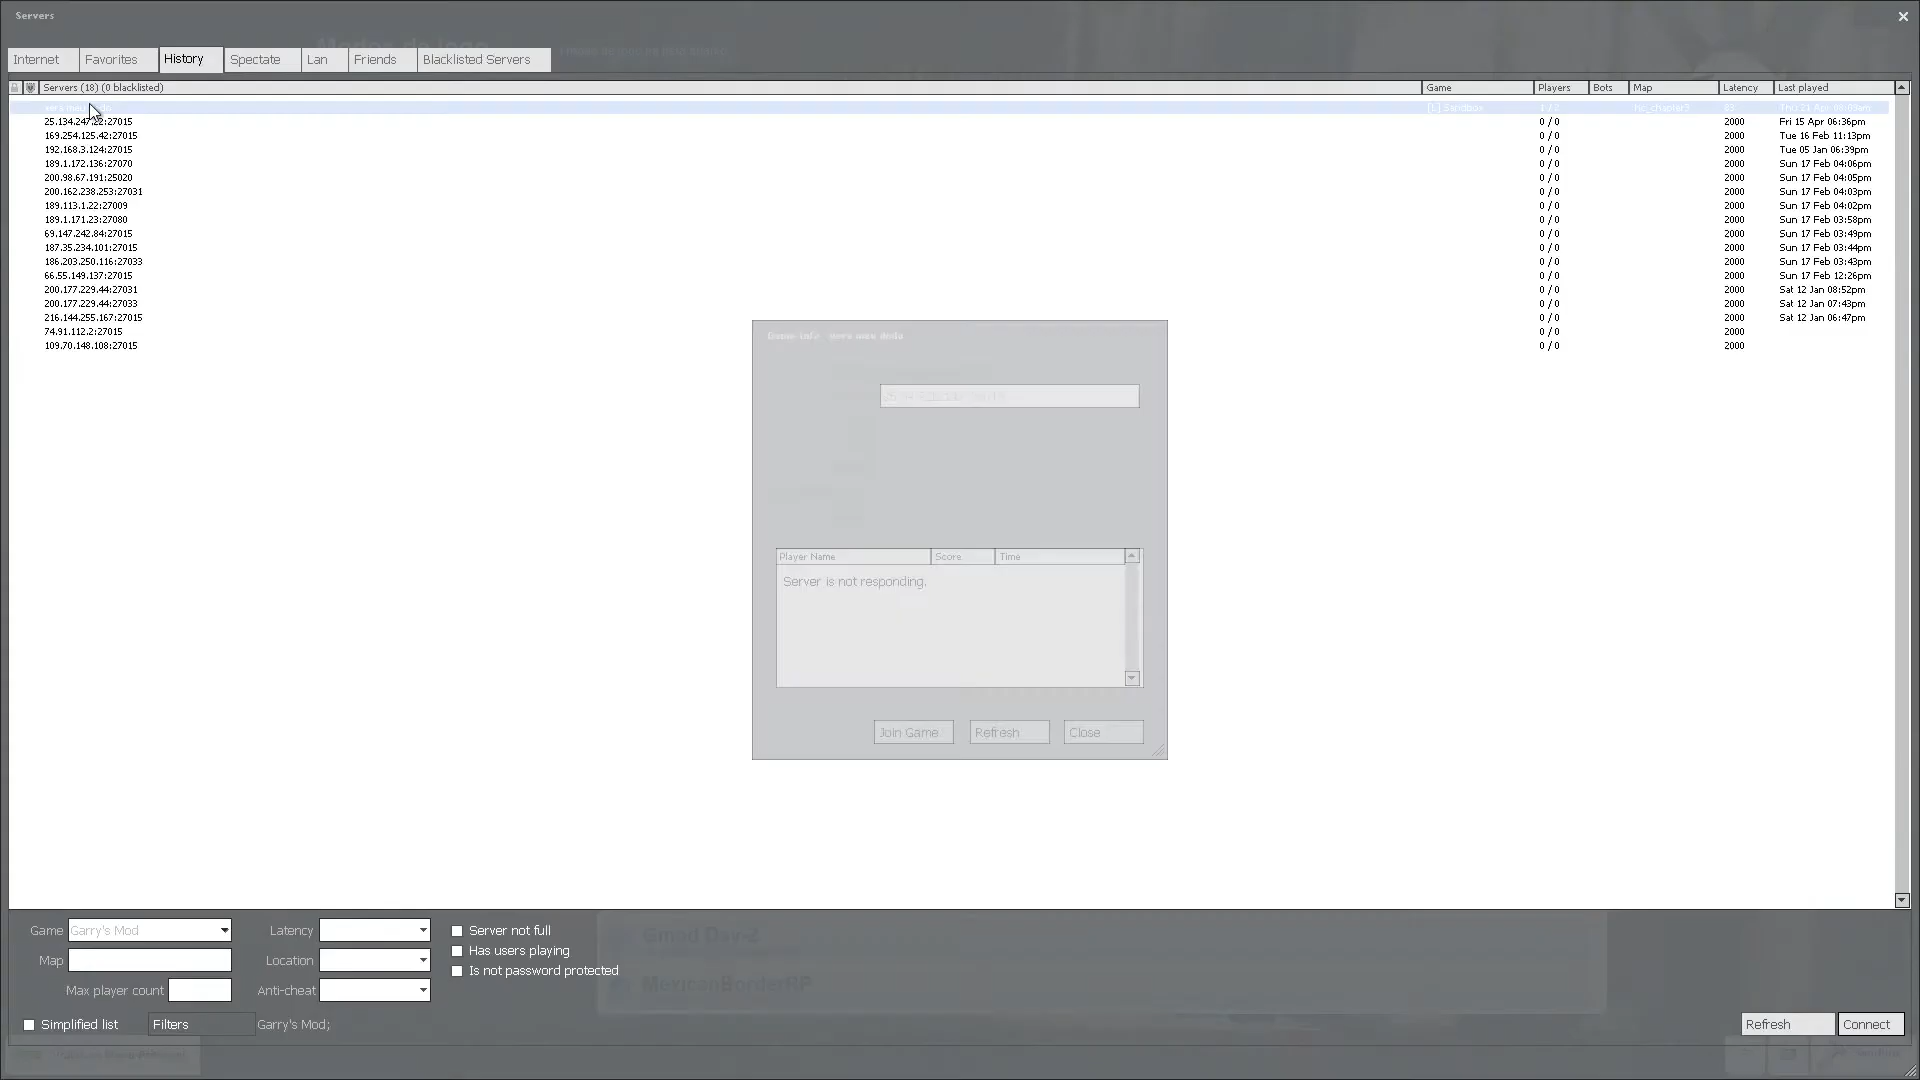 Servers
Internet Favorites History Spectate Lan Friends Blacklisted Servers
Servers (18) (0 blacklisted) Game Players Bots Map Latency Last played
[L] Sandbox 1 / 2 Thu 21 Apr
25.134.247.22:27015 0 / 0 2000 Fri 15 Apr 06:36pm
169.254.125.42:27015 0 / 0 2000 Tue 16 Feb 11:13pm
192.168.3.124:27015 0 / 0 2000 Tue 05 Jan 06:39pm
189.1.172.136:27070 0 / 0 2000 Sun 17 Feb 04:06pm
200.98.67.191:25020 0 / 0 2000 Sun 17 Feb 04:05pm
200.162.238.253:27031 0 / 0 2000 Sun 17 Feb 04:03pm
189.113.1.22:27009 0 / 0 2000 Sun 17 Feb 04:02pm
189.1.171.23:27080 0 / 0 2000 Sun 17 Feb 03:58pm
69.147.242.84:27015 0 / 0 2000 Sun 17 Feb 03:49pm
187.35.234.101:27015 0 / 0 2000 Sun 17 Feb 03:44pm
186.203.250.116:27033 0 / 0 2000 Sun 17 Feb 03:43pm
66.55.149.137:27015 0 / 0 2000 Sun 17 Feb 12:26pm
200.177.229.44:27031 0 / 0 2000 Sat 12 Jan 08:52pm
200.177.229.44:27033 0 / 0 2000 Sat 12 Jan 07:43pm
216.144.255.167:27015 0 / 0 2000 Sat 12 Jan 06:47pm
74.91.112.2:27015 0 / 0 2000
109.70.148.108:27015 0 / 0 2000
Game Info
Player Name Score Time
Server is not responding.
Join Game Refresh Close
Game Garry's Mod Latency Server not full
Map Location Has users playing
Is not password protected
Max player count Anti-cheat
Gmod Day-2
MexicanBorderRP
Simplified list Filters Garry's Mod; Refresh Connect